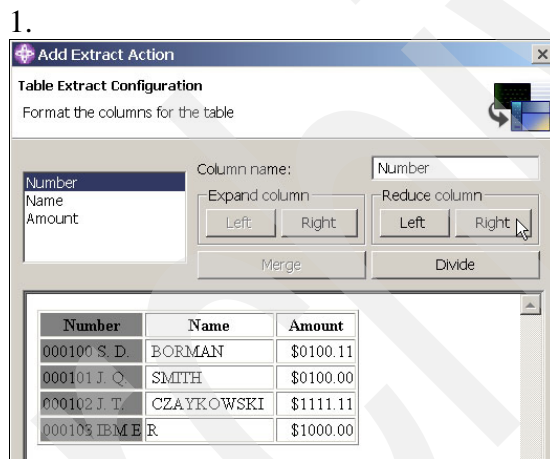 1.
Add Extract Action
Table Extract Configuration
Format the columns for the table
Number
Name
Amount
Column name:
Number
Expand column
Left Right
Reduce column
Left Right
Merge
Divide
Number Name Amount
000100 S. D. BORMAN $0100.11
000101 J. Q. SMITH $0100.00
000102 J. T. CZAYKOWSKI $1111.11
000103 IBM E R $1000.00